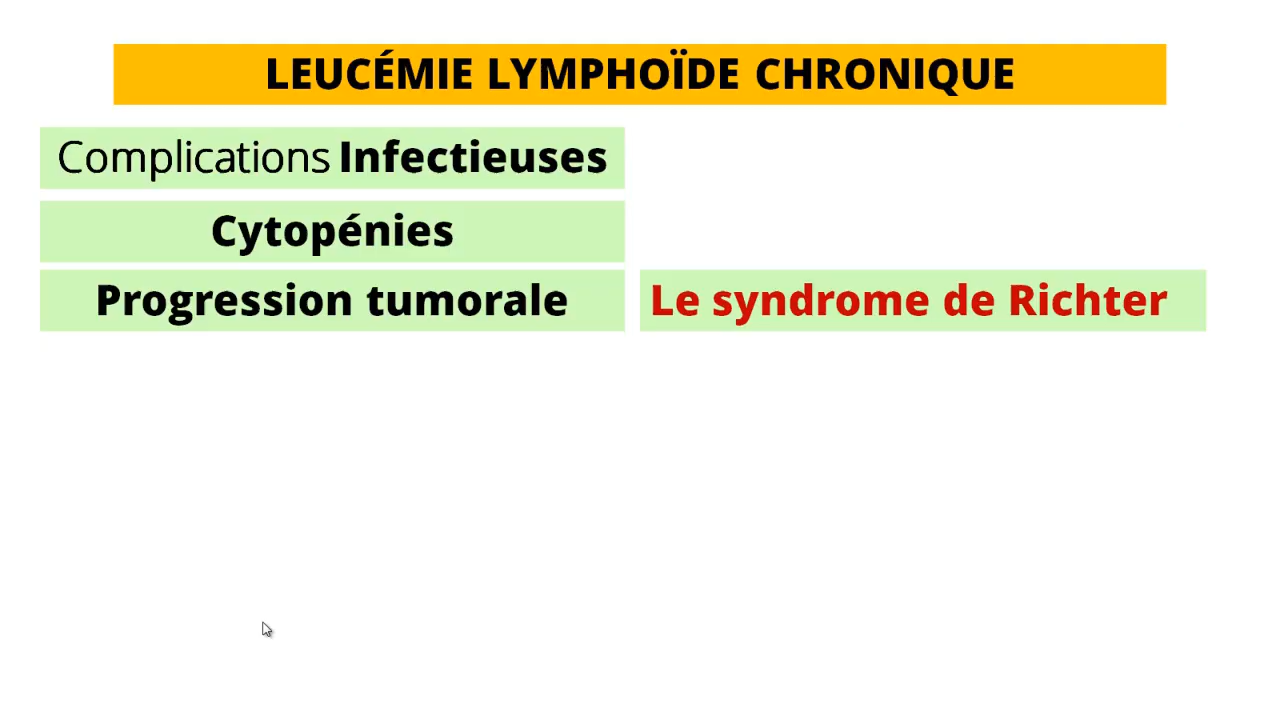 LEUCÉMIE LYMPHOÏDE CHRONIQUE
Complications Infectieuses
Cytopénies
Progression tumorale
Le syndrome de Richter